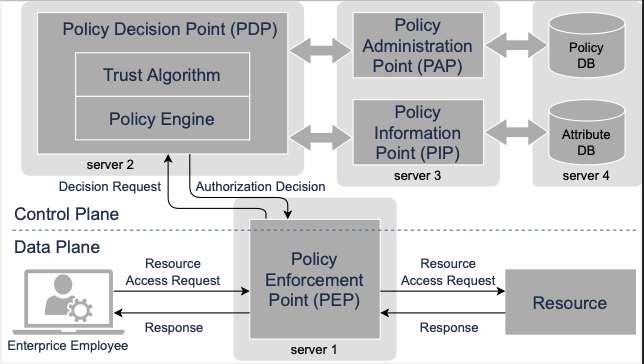 Policy Decision Point (PDP)
Trust Algorithm
Policy Engine
server 2
Policy
Administration
Point (PAP)
Policy
Information
Point (PIP)
server 3
Policy
DB
Attribute
DB
server 4
Decision Request
Authorization Decision
Control Plane
Data Plane
Enterprice Employee
Resource
Access Request
Response
Policy
Enforcement
Point (PEP)
server 1
Resource
Access Request
Response
Resource